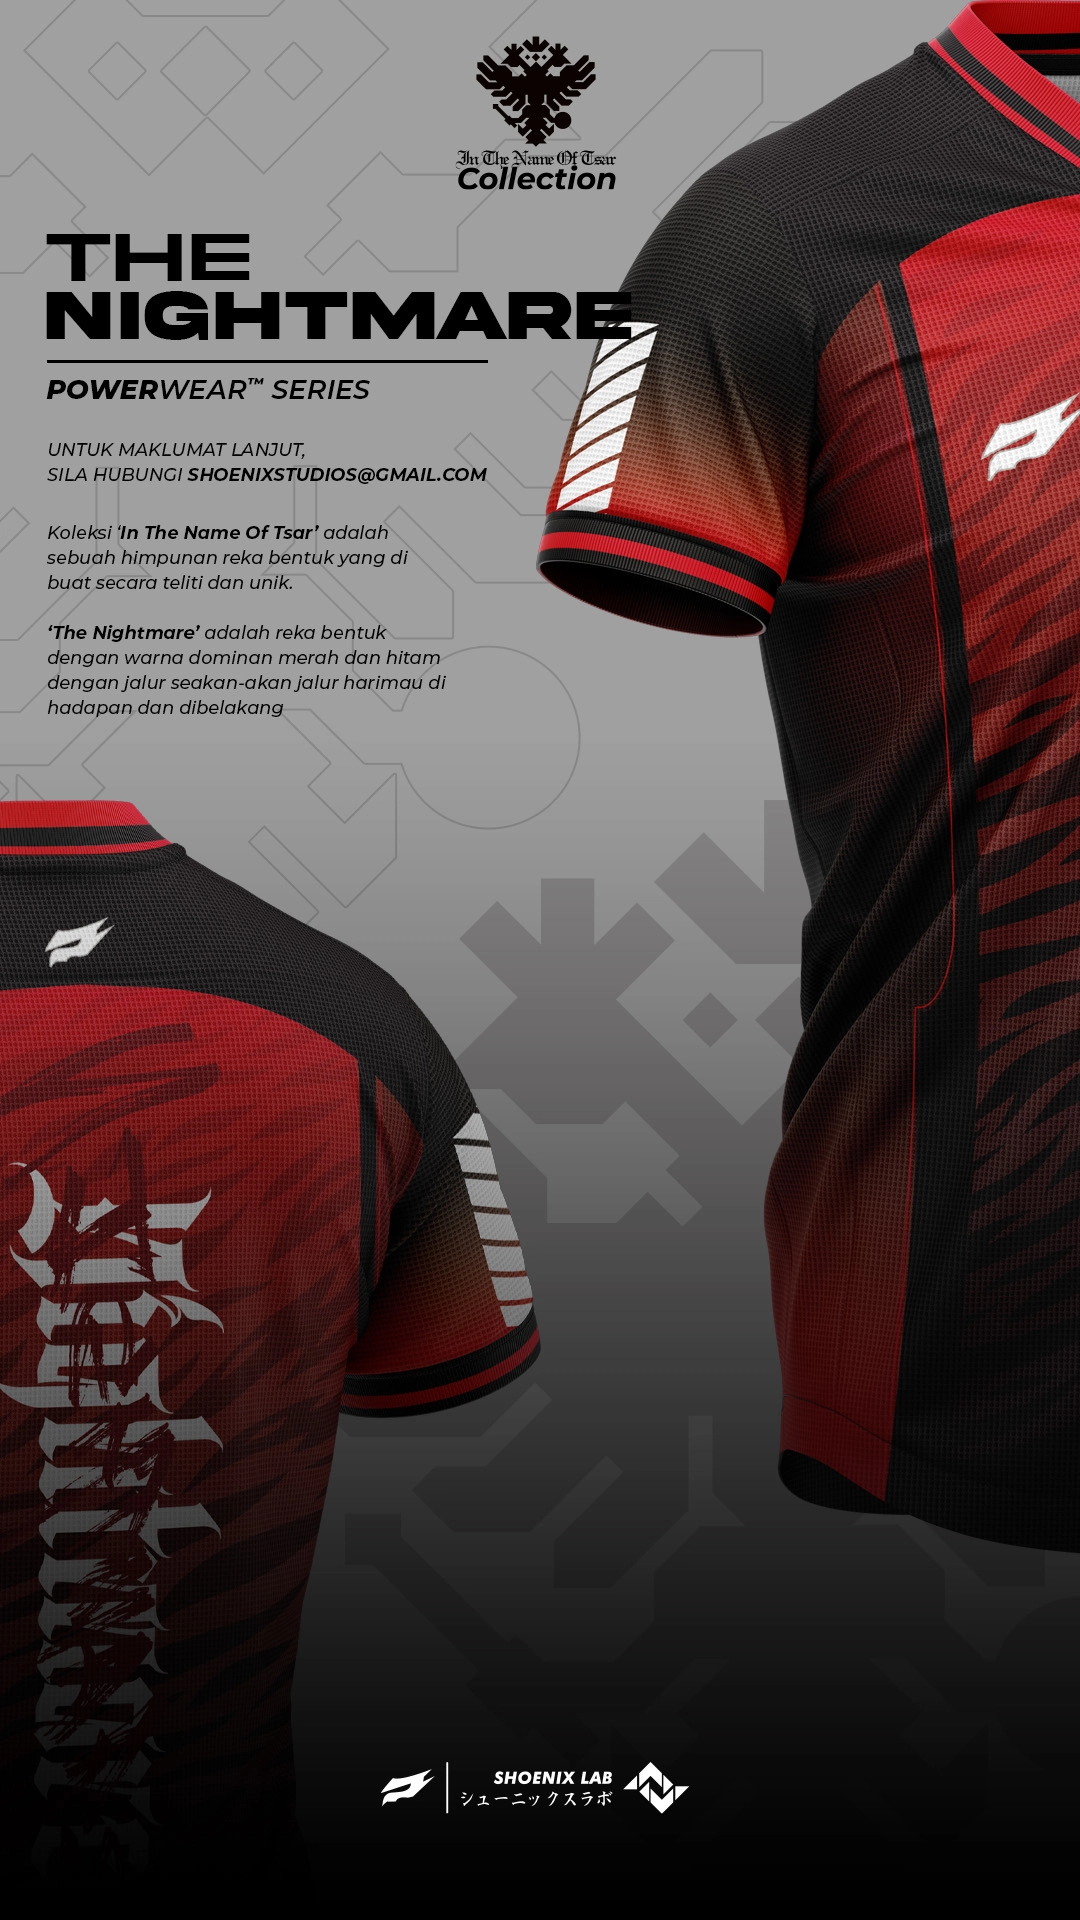 In The Name Of Tsar
Collection
THE
NIGHTMARE
POWERWEAR™ SERIES
UNTUK MAKLUMAT LANJUT,
SILA HUBUNGI SHOENIXSTUDIOS@GMAIL.COM
Koleksi ‘In The Name Of Tsar’ adalah
sebuah himpunan reka bentuk yang di
buat secara teliti dan unik.
‘The Nightmare’ adalah reka bentuk
dengan warna dominan merah dan hitam
dengan jalur seakan-akan jalur harimau di
hadapan dan dibelakang
SHOENIX LAB
シューニックスラボ